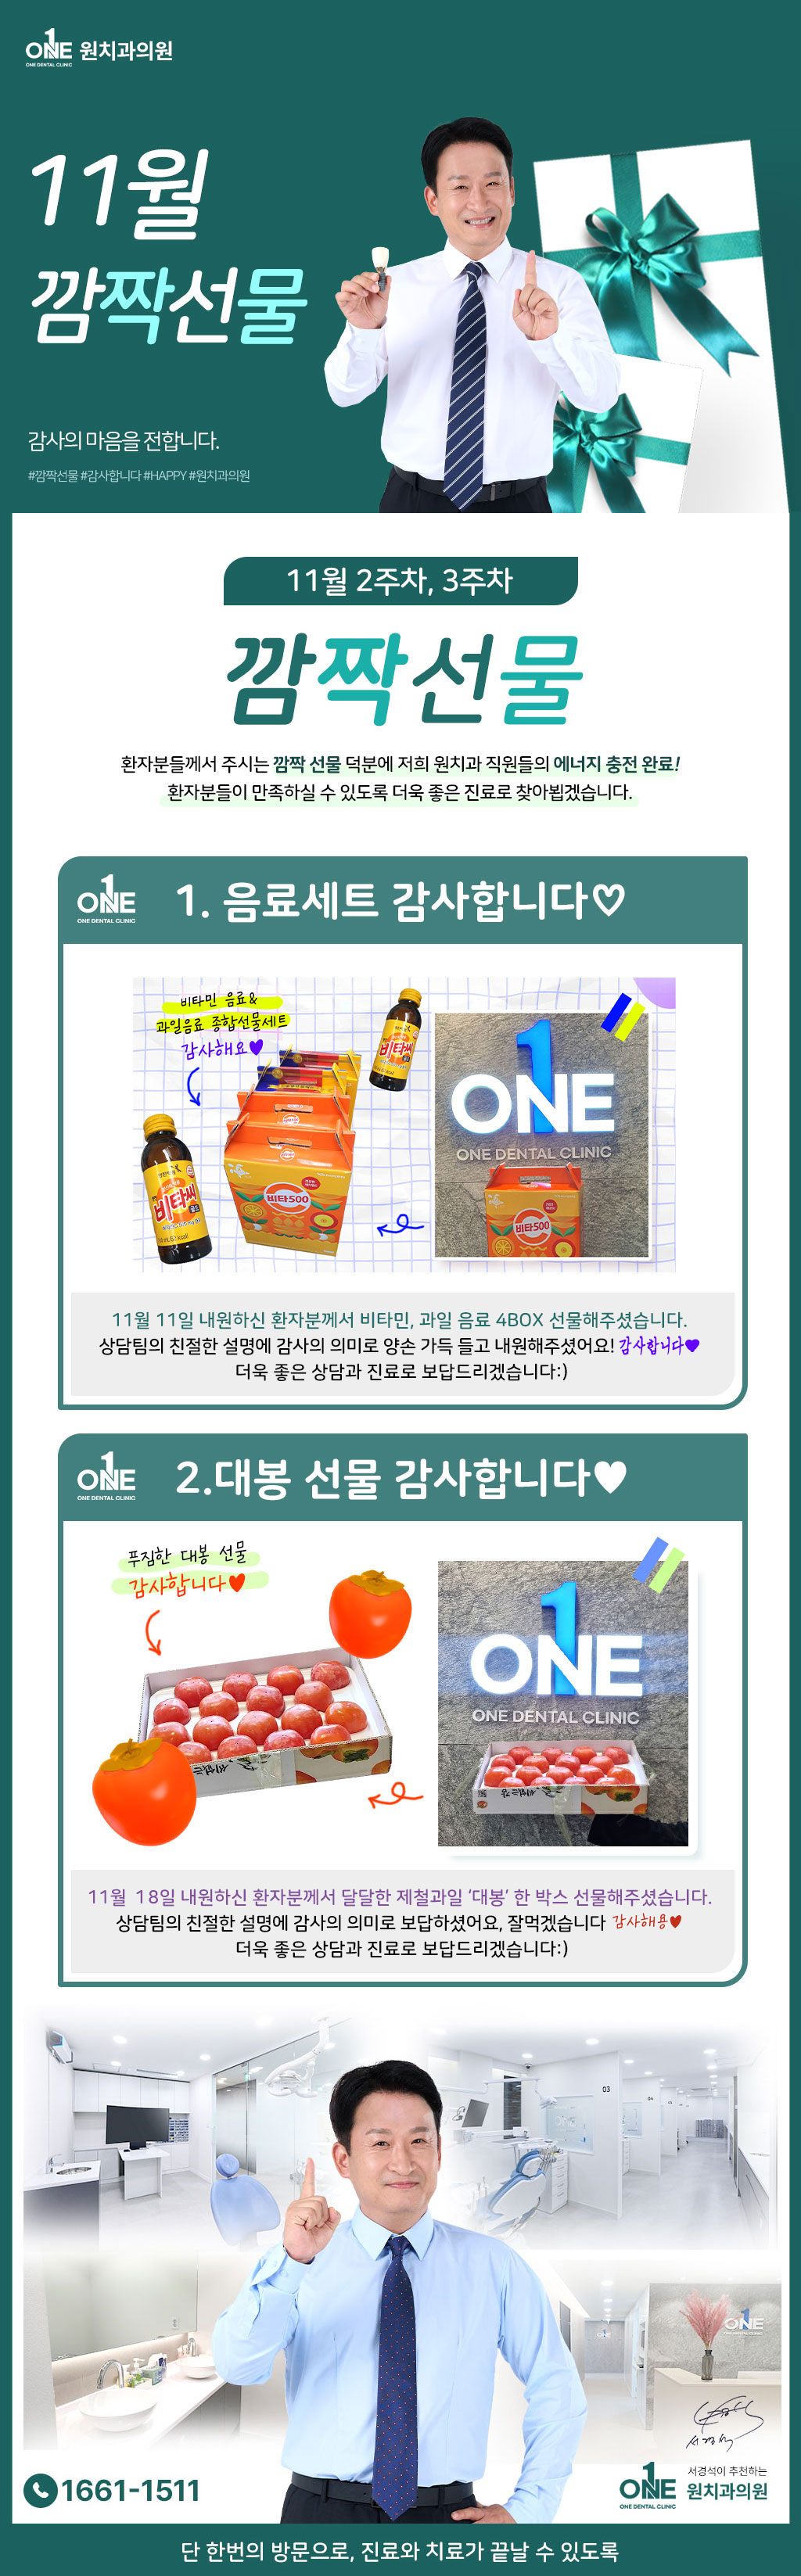 1
ONE 원치과의원
ONE DENTAL CLINIC
11월
깜짝선물
감사의 마음을 전합니다.
#깜짝선물 #감사합니다 #HAPPY #원치과의원
11월 2주차, 3주차
깜짝선물
환자분들께서 주시는 깜짝 선물 덕분에 저희 원치과 직원들의 에너지 충전 완료!
환자분들이 만족하실 수 있도록 더욱 좋은 진료로 찾아뵙겠습니다.
1
ONE
ONE DENTAL CLINIC
1. 음료세트 감사합니다♡
비타민 음료&
과일음료 종합선물세트
감사해요♥
비타씨
비타씨
비타500
1
ONE
ONE DENTAL CLINIC
비타500
11월 11일 내원하신 환자분께서 비타민, 과일 음료 4BOX 선물해주셨습니다.
상담팀의 친절한 설명에 감사의 의미로 양손 가득 들고 내원해주셨어요! 감사합니다♥
더욱 좋은 상담과 진료로 보답드리겠습니다:)
1
ONE
ONE DENTAL CLINIC
2.대봉 선물 감사합니다♥
푸짐한 대봉 선물
감사합니다♥
1
ONE
ONE DENTAL CLINIC
11월 18일 내원하신 환자분께서 달달한 제철과일 '대봉' 한 박스 선물해주셨습니다.
상담팀의 친절한 설명에 감사의 의미로 보답하셨어요, 잘먹겠습니다 감사해용♥
더욱 좋은 상담과 진료로 보답드리겠습니다:)
03
04
1
ONE
서경석
1661-1511
서경석이 추천하는
1
ONE 원치과의원
ONE DENTAL CLINIC
단 한번의 방문으로, 진료와 치료가 끝날 수 있도록